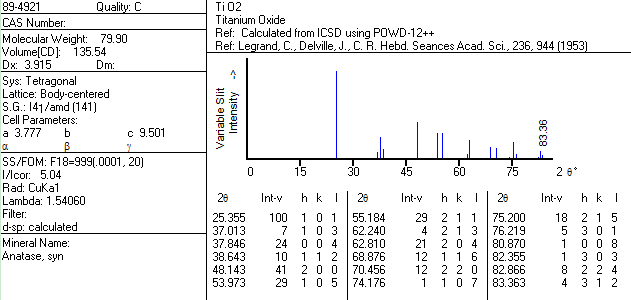 89-4921 Quality: C
CAS Number:
Molecular Weight: 79.90
Volume[CD]: 135.54
Dx: 3.915 Dm:
Sys: Tetragonal
Lattice: Body-centered
S.G.: I41/amd (141)
Cell Parameters:
a 3.777 b c 9.501
α β γ
SS/FOM: F18=999(.0001, 20)
I/Icor: 5.04
Rad: CuKa1
Lambda: 1.54060
Filter:
d-sp: calculated
Mineral Name:
Anatase, syn
Ti O2
Titanium Oxide
Ref: Calculated from ICSD using POWD-12++
Ref: Legrand, C., Delville, J., C. R. Hebd. Seances Acad. Sci., 236, 944 (1953)
Variable Slit
Intensity ->
83.36
0 15 30 45 60 75 2 θ°
2θ Int-v h k l 2θ Int-v h k l 2θ Int-v h k l
25.355 100 1 0 1 55.184 29 2 1 1 75.200 18 2 1 5
37.013 7 1 0 3 62.240 4 2 1 3 76.219 5 3 0 1
37.846 24 0 0 4 62.810 21 2 0 4 80.870 1 0 0 8
38.643 10 1 1 2 68.876 12 1 1 6 82.355 1 3 0 3
48.143 41 2 0 0 70.456 12 2 2 0 82.866 8 2 2 4
53.973 29 1 0 5 74.176 1 1 0 7 83.363 4 3 1 2